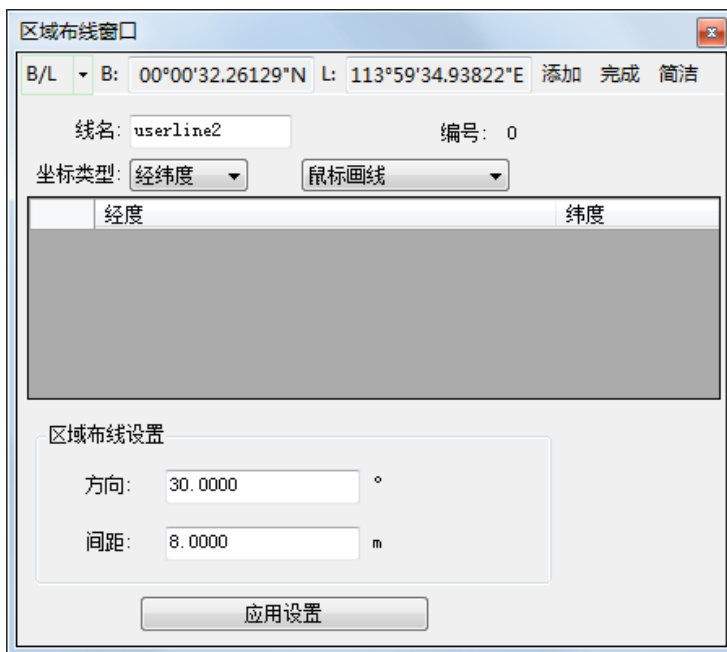 区域布线窗口
B/L B: 00°00'32.26129"N L: 113°59'34.93822"E 添加 完成 简洁
线名: userline2 编号: 0
坐标类型: 经纬度 鼠标画线
经度 纬度
区域布线设置
方向: 30.0000 °
间距: 8.0000 m
应用设置